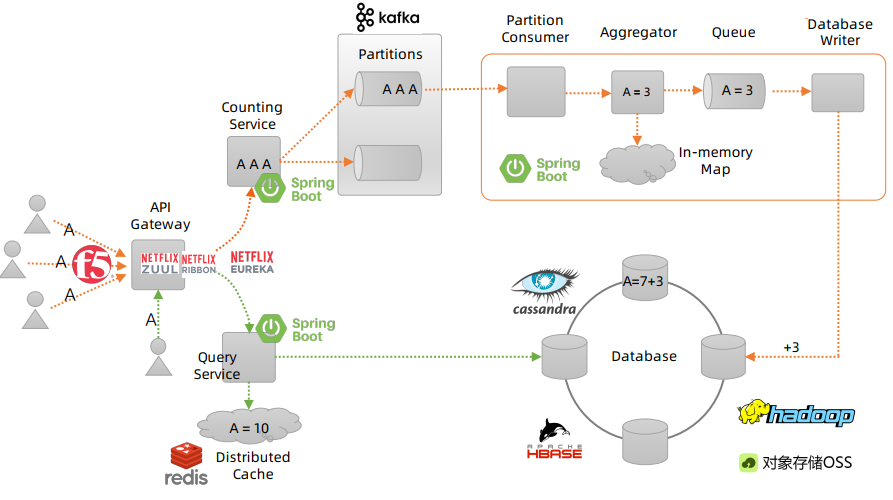 kafka
Partitions
A A A
Partition
Consumer
Aggregator
Queue
Database
Writer
A = 3
A = 3
In-memory
Map
Spring
Boot
Counting
Service
A A A
Spring
Boot
API
Gateway
NETFLIX
ZUUL
NETFLIX
RIBBON
NETFLIX
EUREKA
A
A
A
f5
A
Spring
Boot
Query
Service
A = 10
Distributed
Cache
redis
cassandra
A=7+3
Database
+3
APACHE
HBASE
hadoop
对象存储OSS